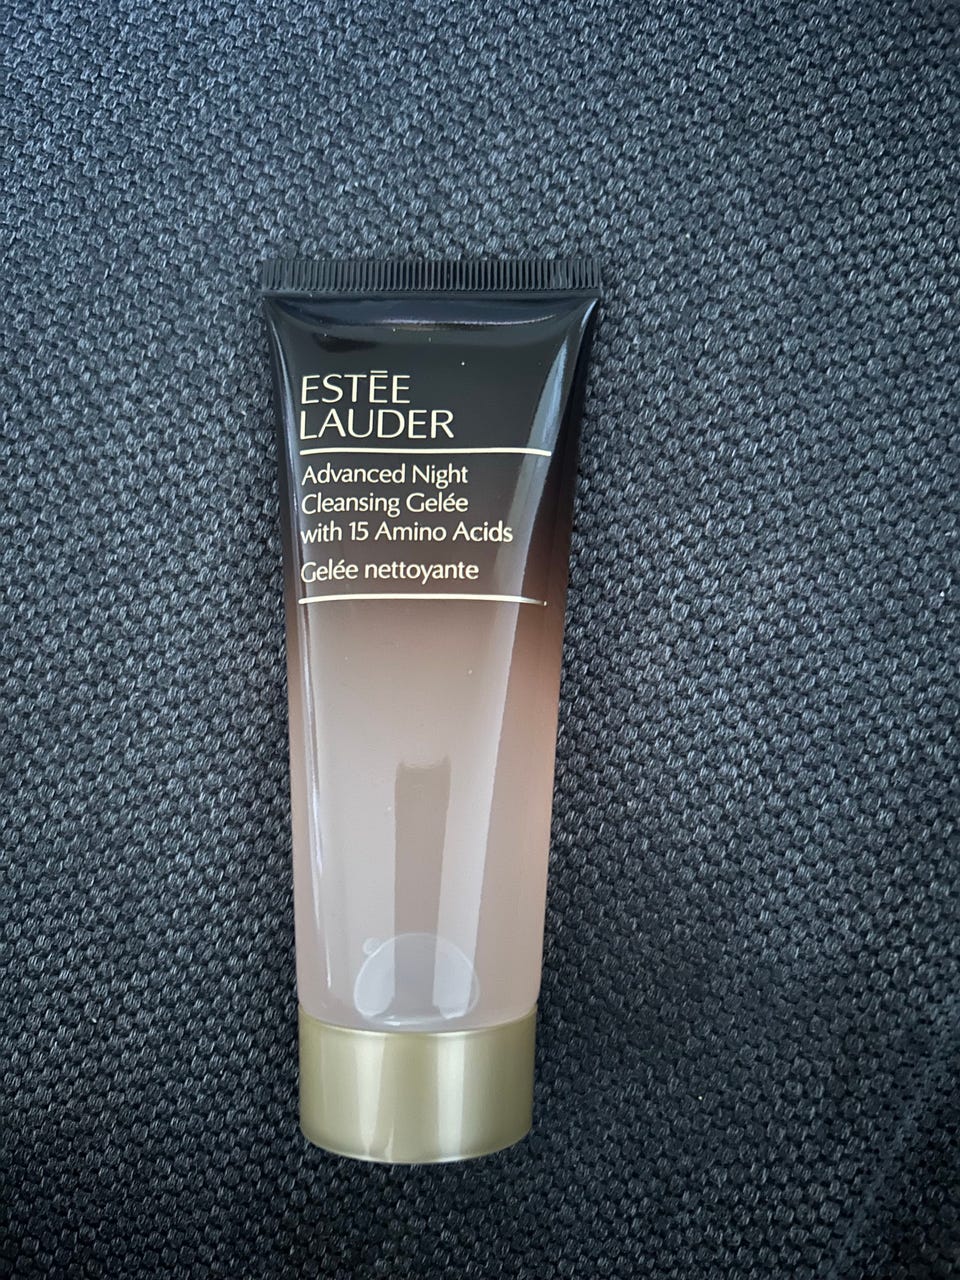 ESTĒE
LAUDER
Advanced Night
Cleansing Gelée
with 15 Amino Acids
Gelée nettoyante